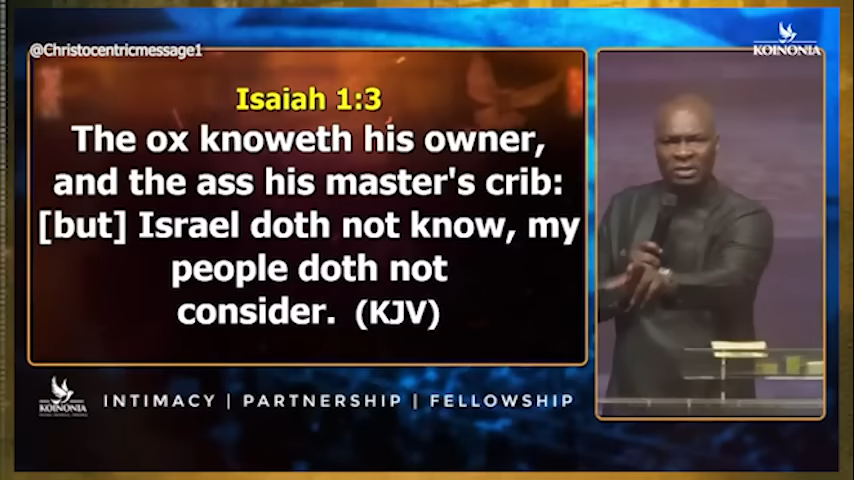 @Christocentricmessage1
KOINONIA
Isaiah 1:3
The ox knoweth his owner,
and the ass his master's crib:
[but] Israel doth not know, my
people doth not
consider. (KJV)
KOINONIA
INTIMACY | PARTNERSHIP | FELLOWSHIP